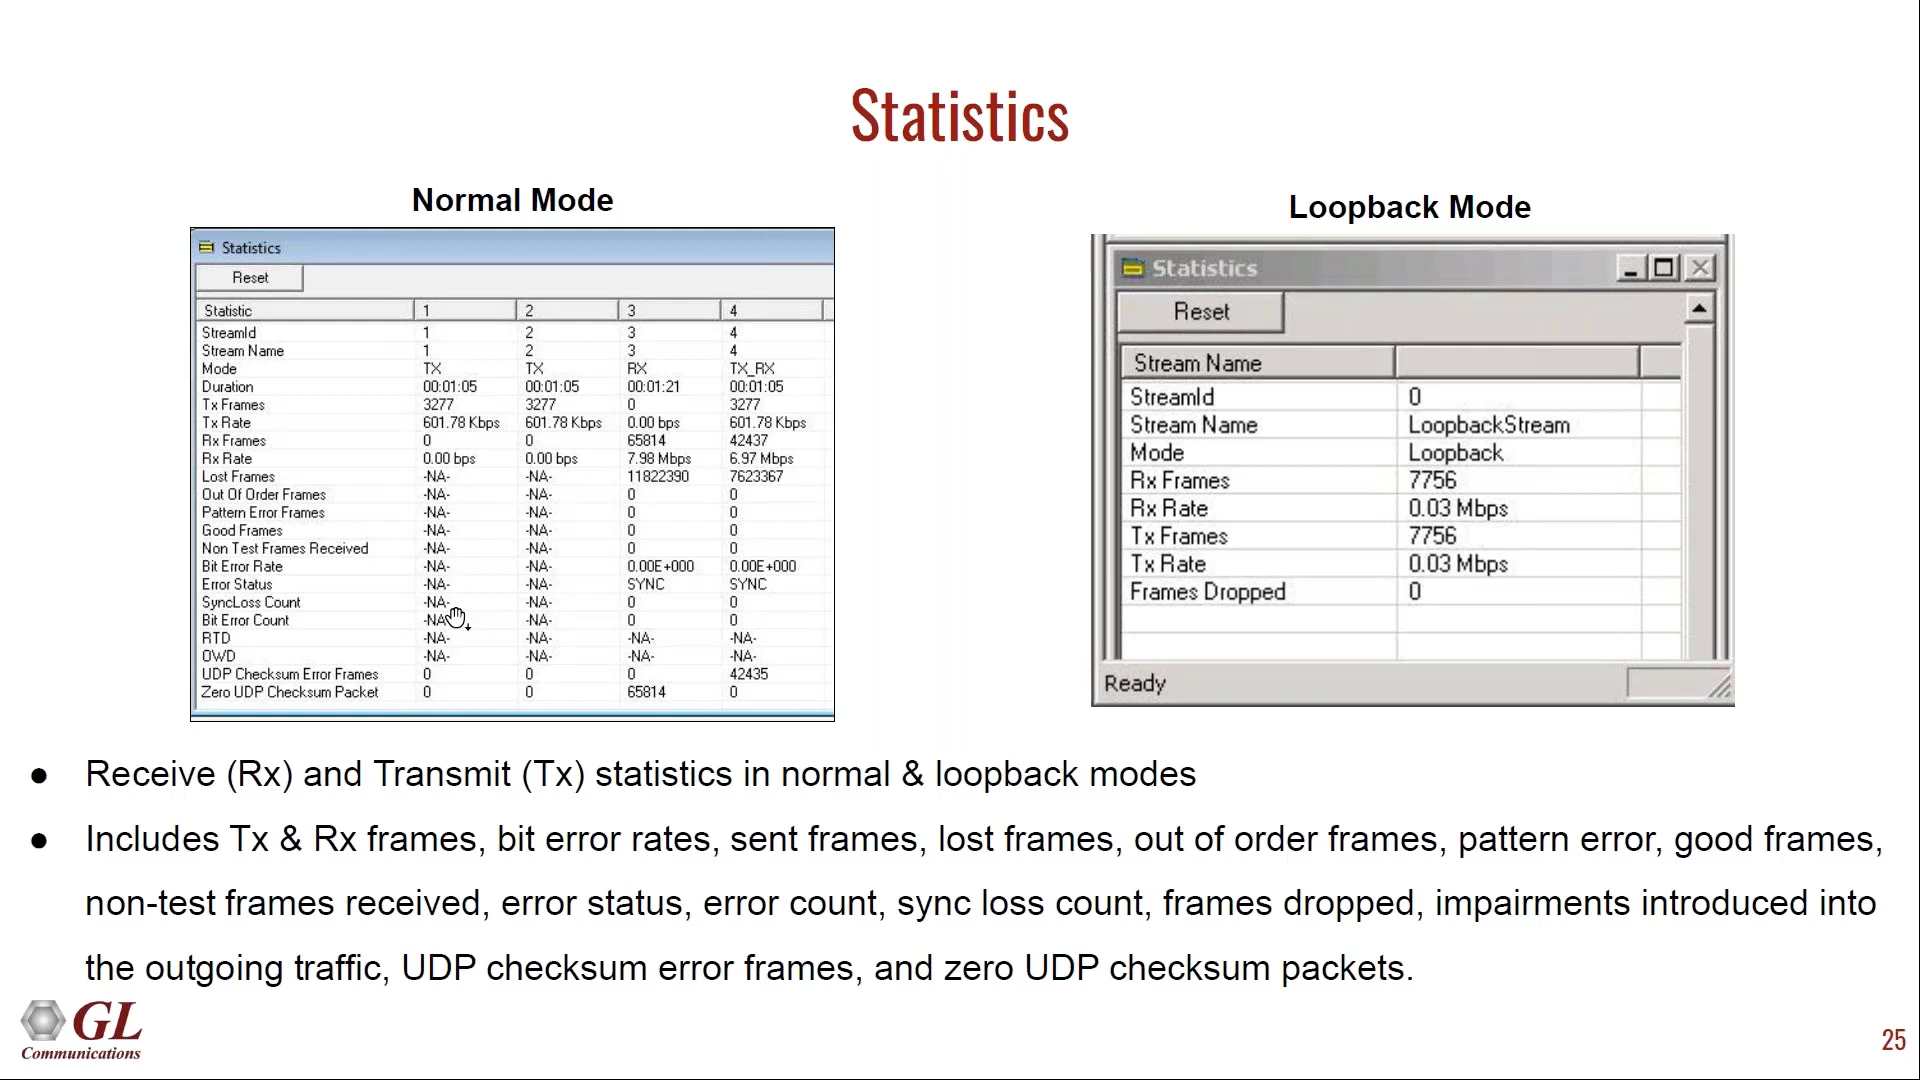 Statistics
Normal Mode
Statistics
Reset
Statistic 1 2 3 4
StreamId 1 2 3 4
Stream Name 1 2 3 4
Mode TX TX RX TX_RX
Duration 00:01:05 00:01:05 00:01:21 00:01:05
Tx Frames 3277 3277 0 3277
Tx Rate 601.78 Kbps 601.78 Kbps 0.00 bps 601.78 Kbps
Rx Frames 0 0 65814 42437
Rx Rate 0.00 bps 0.00 bps 7.98 Mbps 6.97 Mbps
Lost Frames -NA- -NA- 11822390 7623367
Out Of Order Frames -NA- -NA- 0 0
Pattern Error Frames -NA- -NA- 0 0
Good Frames -NA- -NA- 0 0
Non Test Frames Received -NA- -NA- 0 0
Bit Error Rate -NA- -NA- 0.00E+000 0.00E+000
Error Status -NA- -NA- SYNC SYNC
SyncLoss Count -NA- -NA- 0 0
Bit Error Count -NA- -NA- 0 0
RTD -NA- -NA- -NA- -NA-
OWD -NA- -NA- -NA- -NA-
UDP Checksum Error Frames 0 0 0 42435
Zero UDP Checksum Packet 0 0 65814 0
Loopback Mode
Statistics
Reset
Stream Name
StreamId 0
Stream Name LoopbackStream
Mode Loopback
Rx Frames 7756
Rx Rate 0.03 Mbps
Tx Frames 7756
Tx Rate 0.03 Mbps
Frames Dropped 0
Ready
● Receive (Rx) and Transmit (Tx) statistics in normal & loopback modes
● Includes Tx & Rx frames, bit error rates, sent frames, lost frames, out of order frames, pattern error, good frames,
non-test frames received, error status, error count, sync loss count, frames dropped, impairments introduced into
the outgoing traffic, UDP checksum error frames, and zero UDP checksum packets.
GL
Communications
25